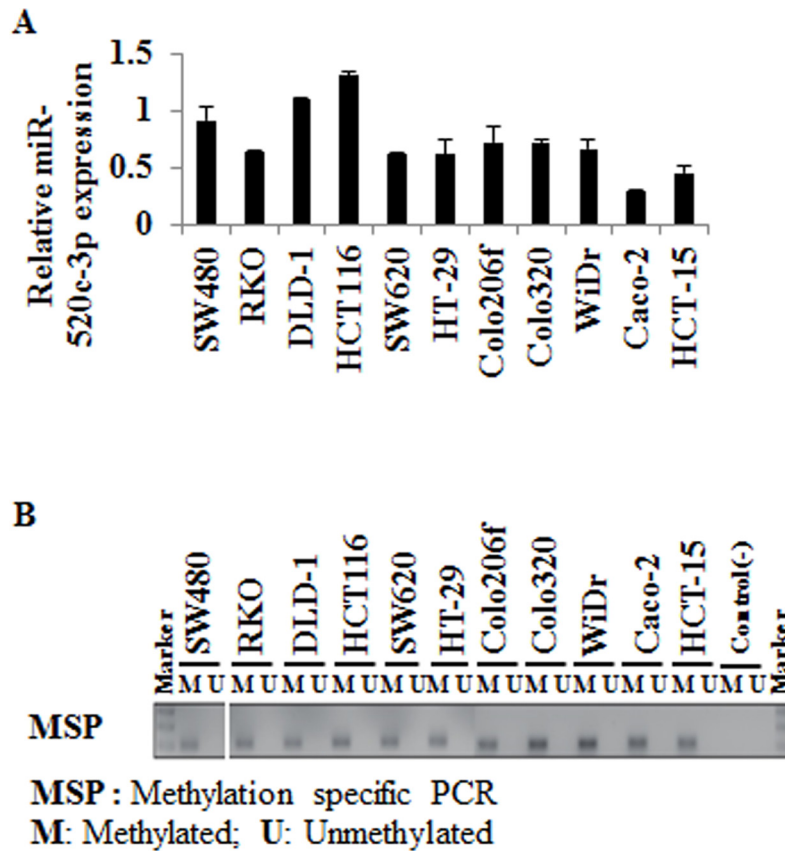 A
Relative miR-
520c-3p expression
1.5
1
0.5
0
SW480
RKO
DLD-1
HCT116
SW620
HT-29
Colo206f
Colo320
WiDr
Caco-2
HCT-15
B
Marker
SW480
RKO
DLD-1
HCT116
SW620
HT-29
Colo206f
Colo320
WiDr
Caco-2
HCT-15
Control(-)
Marker
M U M U M U M U M U M U M U M U M U M U M U M U
MSP
MSP : Methylation specific PCR
M: Methylated; U: Unmethylated